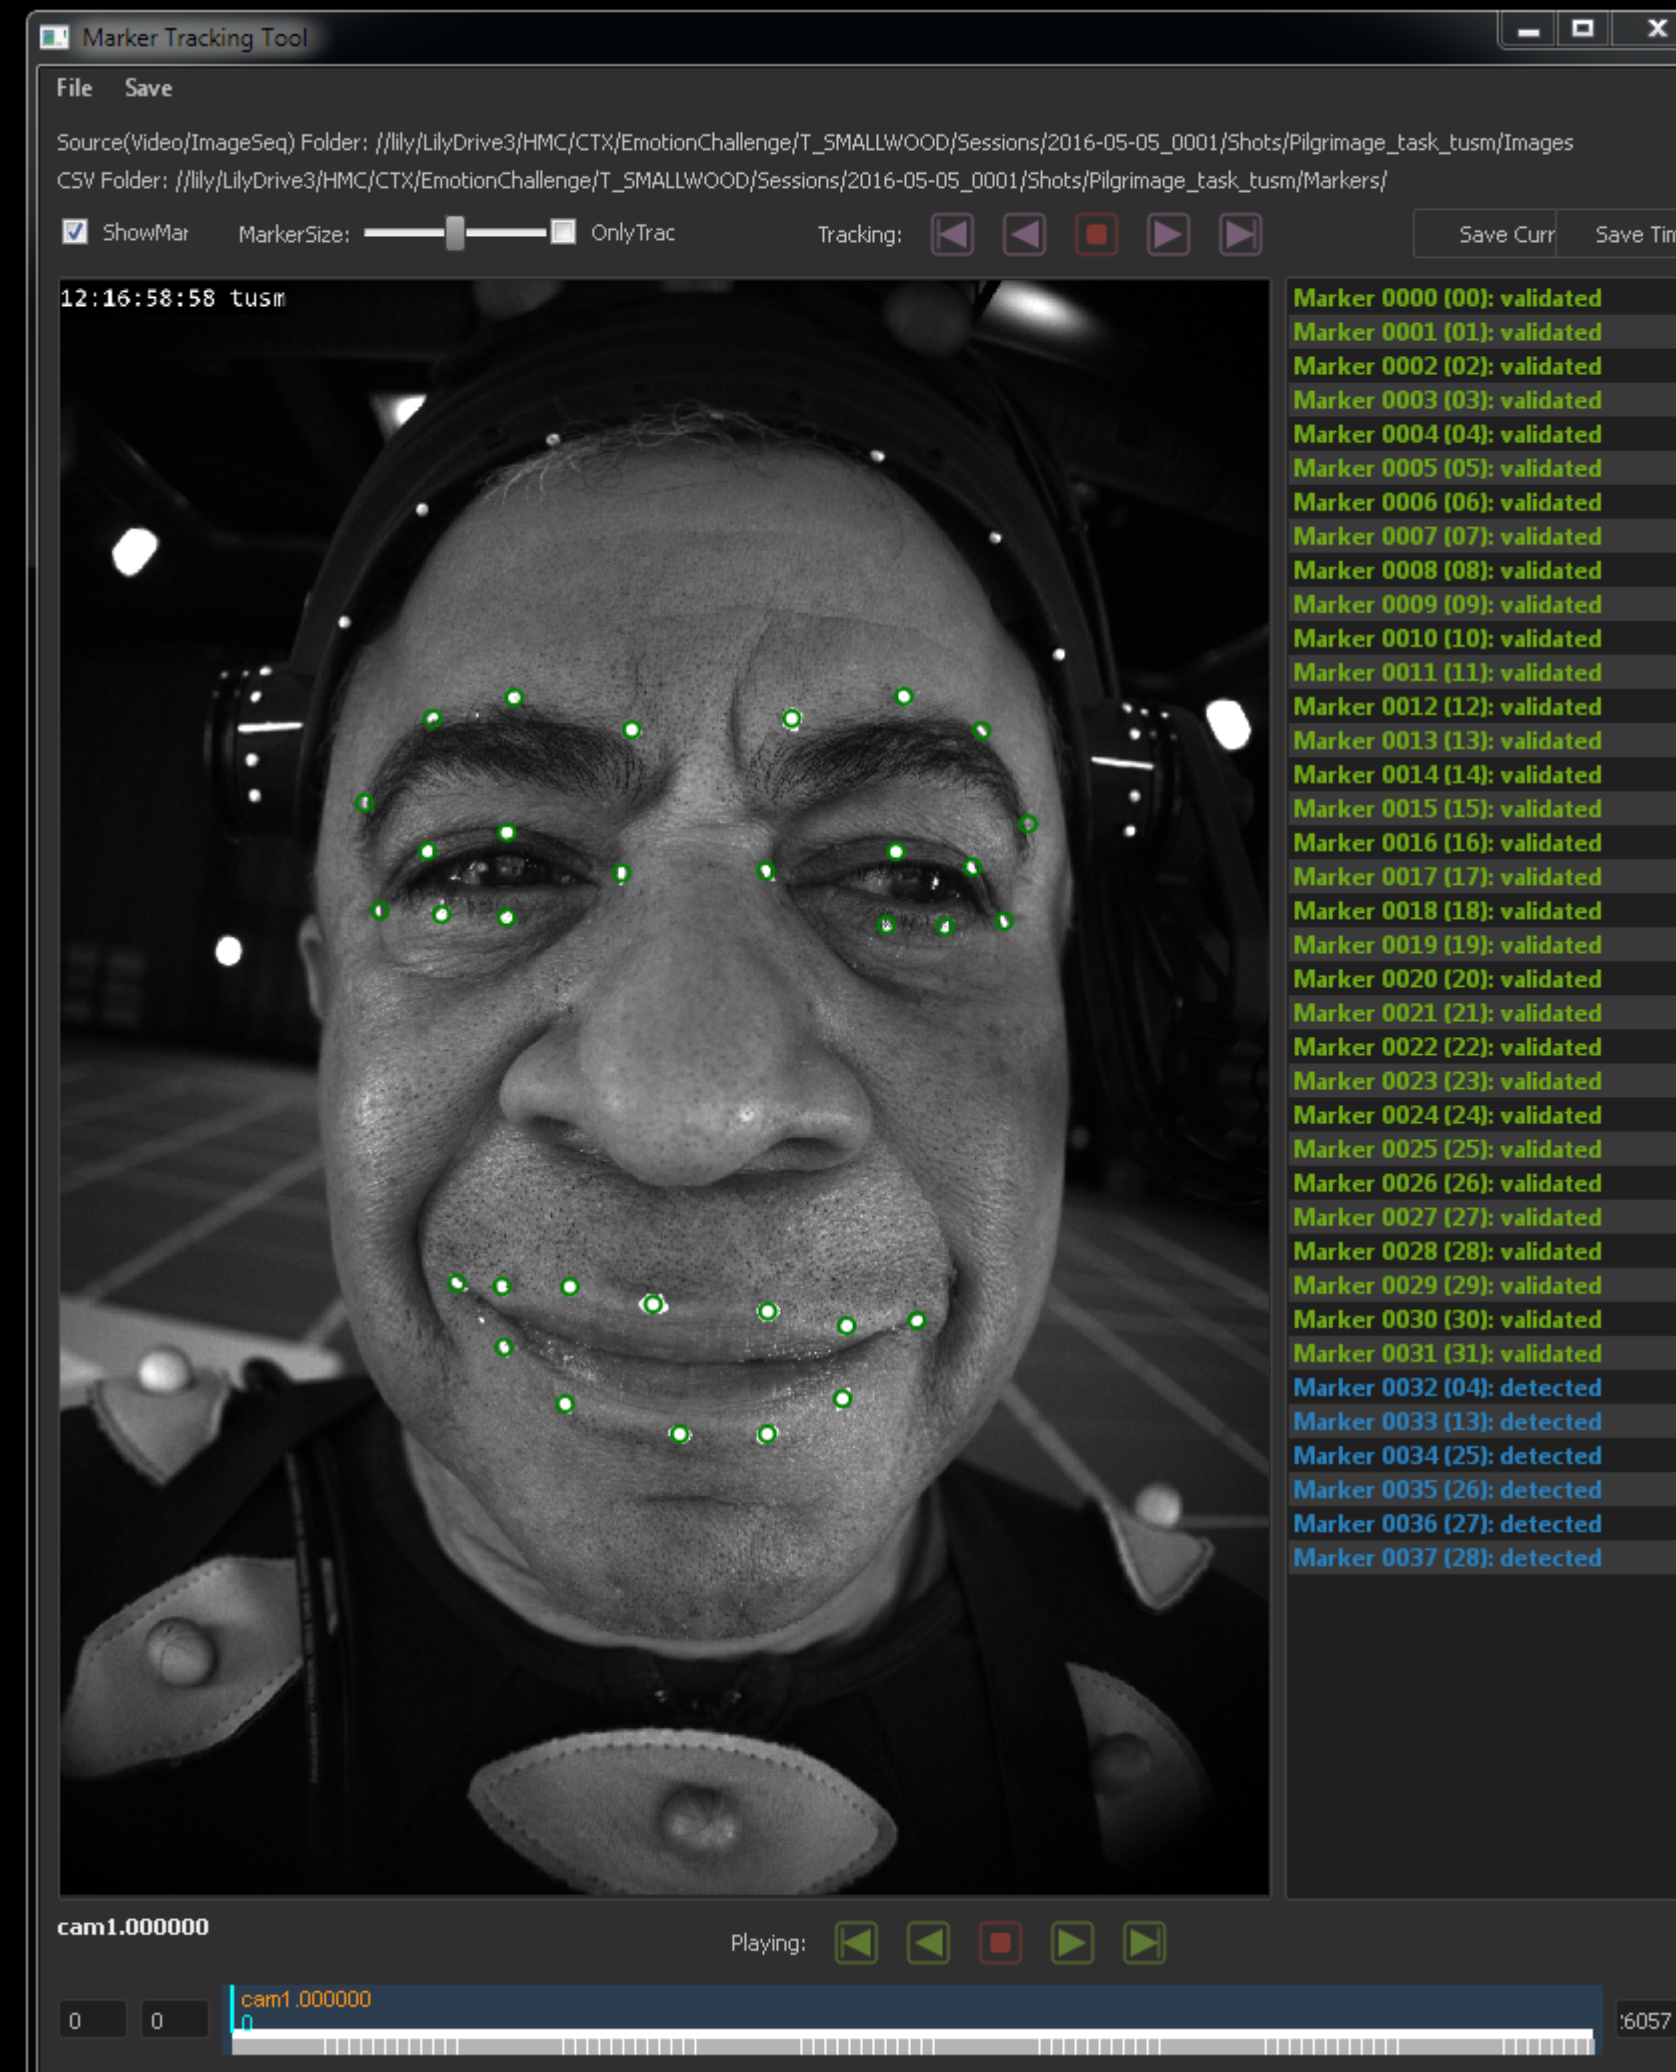 Marker Tracking Tool
File Save
Source(Video/ImageSeq) Folder: //lily/LilyDrive3/HMC/CTX/EmotionChallenge/T_SMALLWOOD/Sessions/2016-05-05_0001/Shots/Pilgrimage_task_tusm/Images
CSV Folder: //lily/LilyDrive3/HMC/CTX/EmotionChallenge/T_SMALLWOOD/Sessions/2016-05-05_0001/Shots/Pilgrimage_task_tusm/Markers/
ShowMar MarkerSize: OnlyTrac Tracking: Save Curr Save Tim
12:16:58:58 tusm
Marker 0000 (00): validated
Marker 0001 (01): validated
Marker 0002 (02): validated
Marker 0003 (03): validated
Marker 0004 (04): validated
Marker 0005 (05): validated
Marker 0006 (06): validated
Marker 0007 (07): validated
Marker 0008 (08): validated
Marker 0009 (09): validated
Marker 0010 (10): validated
Marker 0011 (11): validated
Marker 0012 (12): validated
Marker 0013 (13): validated
Marker 0014 (14): validated
Marker 0015 (15): validated
Marker 0016 (16): validated
Marker 0017 (17): validated
Marker 0018 (18): validated
Marker 0019 (19): validated
Marker 0020 (20): validated
Marker 0021 (21): validated
Marker 0022 (22): validated
Marker 0023 (23): validated
Marker 0024 (24): validated
Marker 0025 (25): validated
Marker 0026 (26): validated
Marker 0027 (27): validated
Marker 0028 (28): validated
Marker 0029 (29): validated
Marker 0030 (30): validated
Marker 0031 (31): validated
Marker 0032 (04): detected
Marker 0033 (13): detected
Marker 0034 (25): detected
Marker 0035 (26): detected
Marker 0036 (27): detected
Marker 0037 (28): detected
cam1.000000
Playing:
cam1.000000
0 0 0 :6057